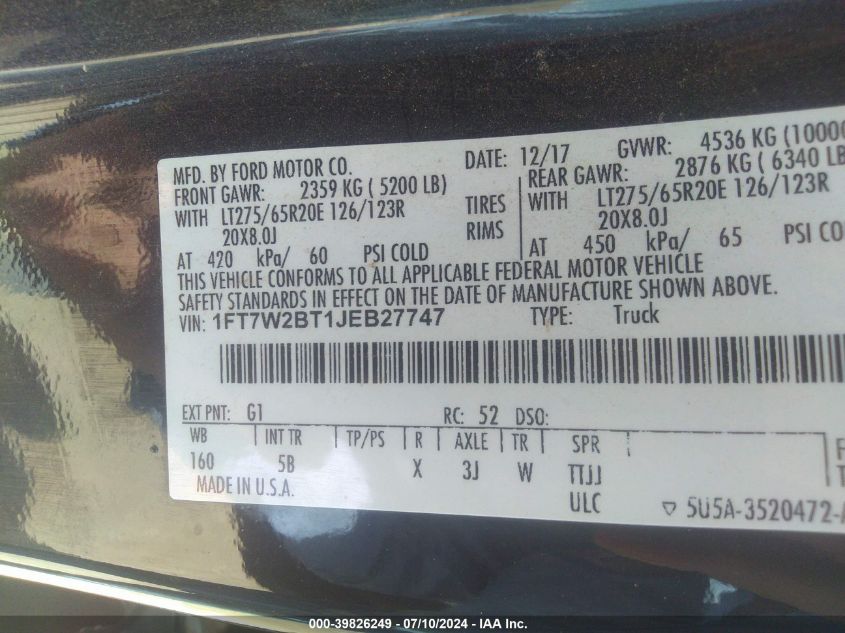 MFD. BY FORD MOTOR CO.
DATE: 12/17
GVWR: 4536 KG (10000
FRONT GAWR: 2359 KG ( 5200 LB)
REAR GAWR: 2876 KG ( 6340 LB
WITH LT275/65R20E 126/123R TIRES
WITH LT275/65R20E 126/123R
20X8.0J RIMS
20X8.0J
AT 420 kPa/ 60 PSI COLD
AT 450 kPa/ 65 PSI CO
THIS VEHICLE CONFORMS TO ALL APPLICABLE FEDERAL MOTOR VEHICLE
SAFETY STANDARDS IN EFFECT ON THE DATE OF MANUFACTURE SHOWN ABOVE.
VIN: 1FT7W2BT1JEB27747 TYPE: Truck
EXT PNT: G1 RC: 52 DSO:
WB INT TR TP/PS R AXLE TR SPR
160 5B X 3J W TTJJ
MADE IN U.S.A. ULC
5U5A-3520472-
000-39826249 - 07/10/2024 - IAA Inc.